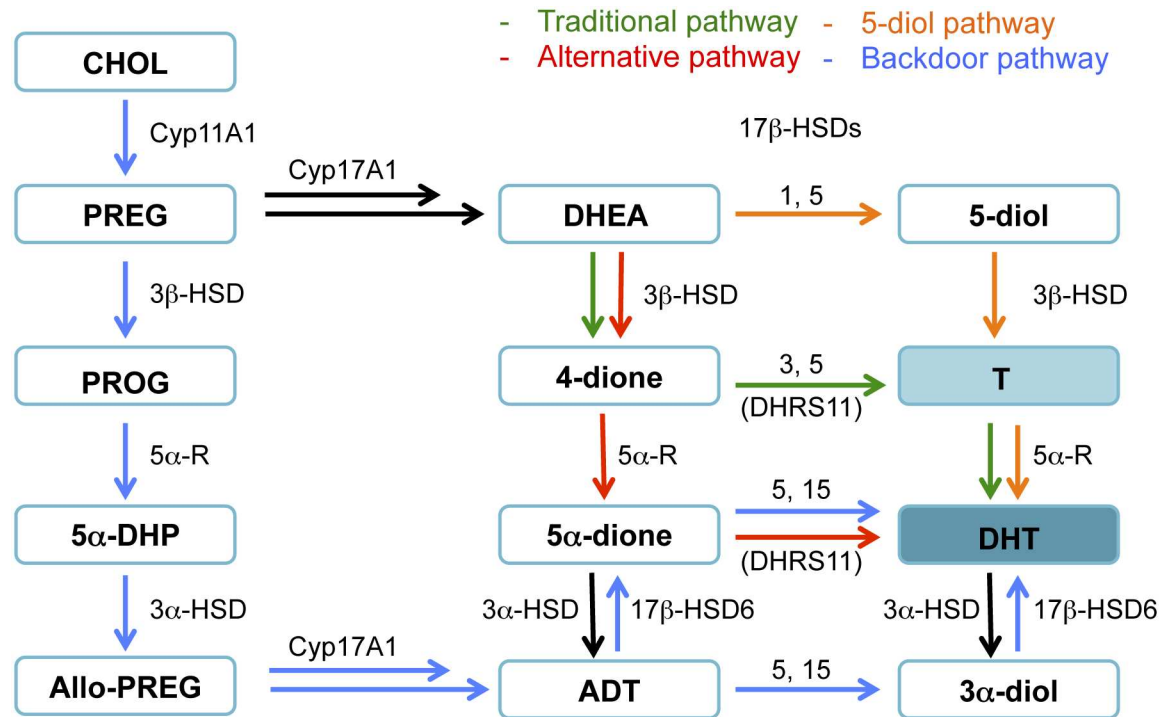 - Traditional pathway - 5-diol pathway
- Alternative pathway - Backdoor pathway
CHOL
Cyp11A1
17β-HSDs
Cyp17A1
PREG
DHEA
1, 5
5-diol
3β-HSD
3β-HSD
3β-HSD
PROG
4-dione
3, 5
(DHRS11)
T
5α-R
5α-R
5α-R
5α-DHP
5α-dione
5, 15
(DHRS11)
DHT
3α-HSD
3α-HSD
17β-HSD6
3α-HSD
17β-HSD6
Allo-PREG
Cyp17A1
ADT
5, 15
3α-diol